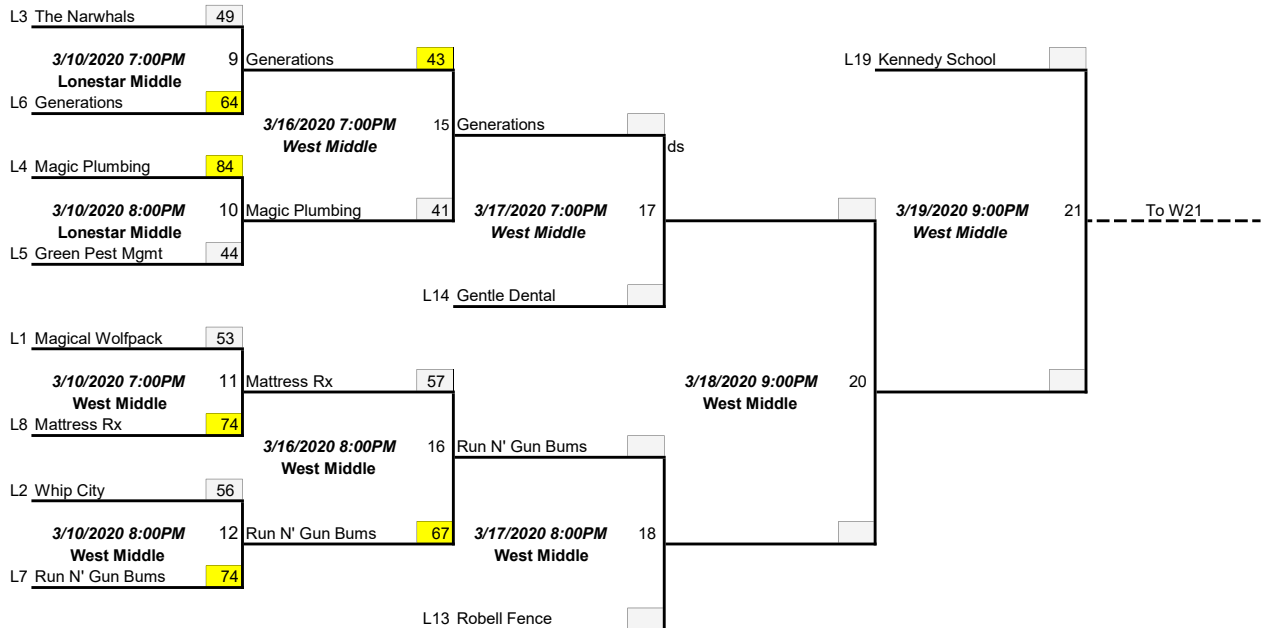 L3 The Narwhals 49
3/10/2020 7:00PM 9 Generations 43 L19 Kennedy School
Lonestar Middle
L6 Generations 64
3/16/2020 7:00PM 15 Generations
West Middle ds
L4 Magic Plumbing 84
3/10/2020 8:00PM 10 Magic Plumbing 41 3/17/2020 7:00PM 17 3/19/2020 9:00PM 21 To W21
Lonestar Middle West Middle West Middle
L5 Green Pest Mgmt 44
L14 Gentle Dental
L1 Magical Wolfpack 53
3/10/2020 7:00PM 11 Mattress Rx 57 3/18/2020 9:00PM 20
West Middle West Middle
L8 Mattress Rx 74
3/16/2020 8:00PM 16 Run N' Gun Bums
West Middle
L2 Whip City 56
3/10/2020 8:00PM 12 Run N' Gun Bums 67 3/17/2020 8:00PM 18
West Middle West Middle
L7 Run N' Gun Bums 74
L13 Robell Fence